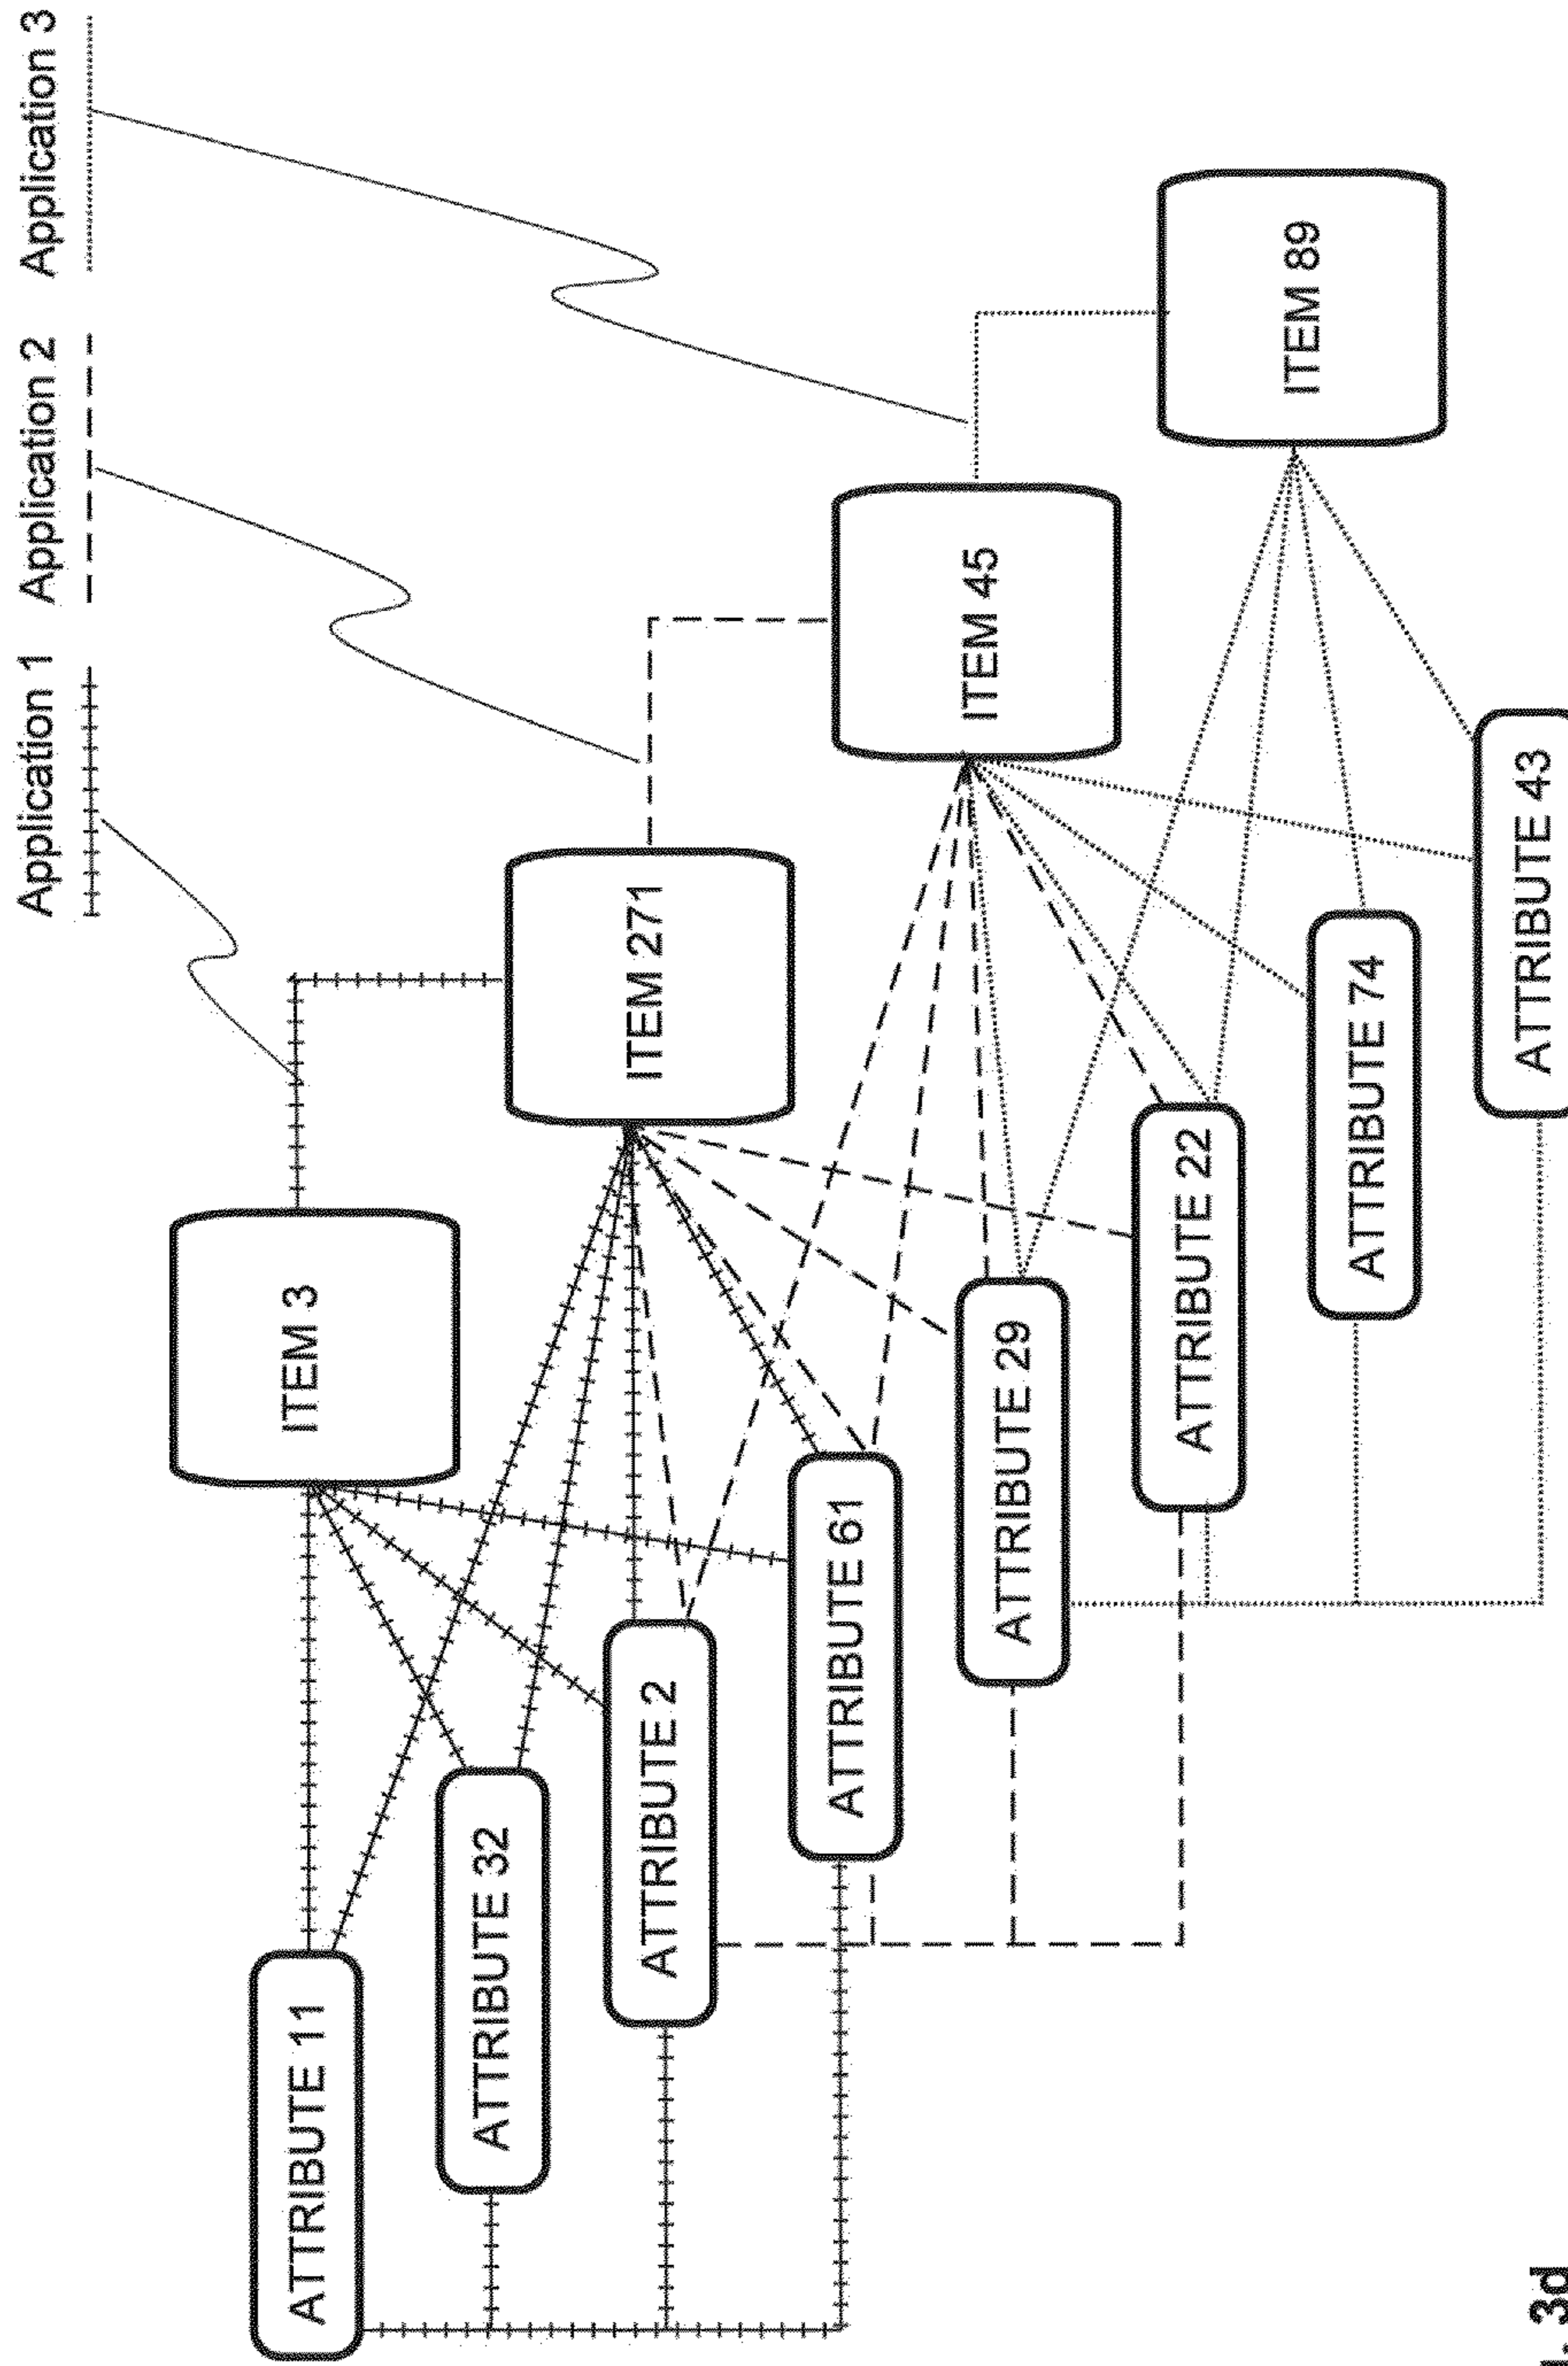 Application 1
Application 2
Application 3
ITEM 3
ITEM 271
ITEM 45
ITEM 89
ATTRIBUTE 11
ATTRIBUTE 32
ATTRIBUTE 2
ATTRIBUTE 61
ATTRIBUTE 29
ATTRIBUTE 22
ATTRIBUTE 74
ATTRIBUTE 43
3d